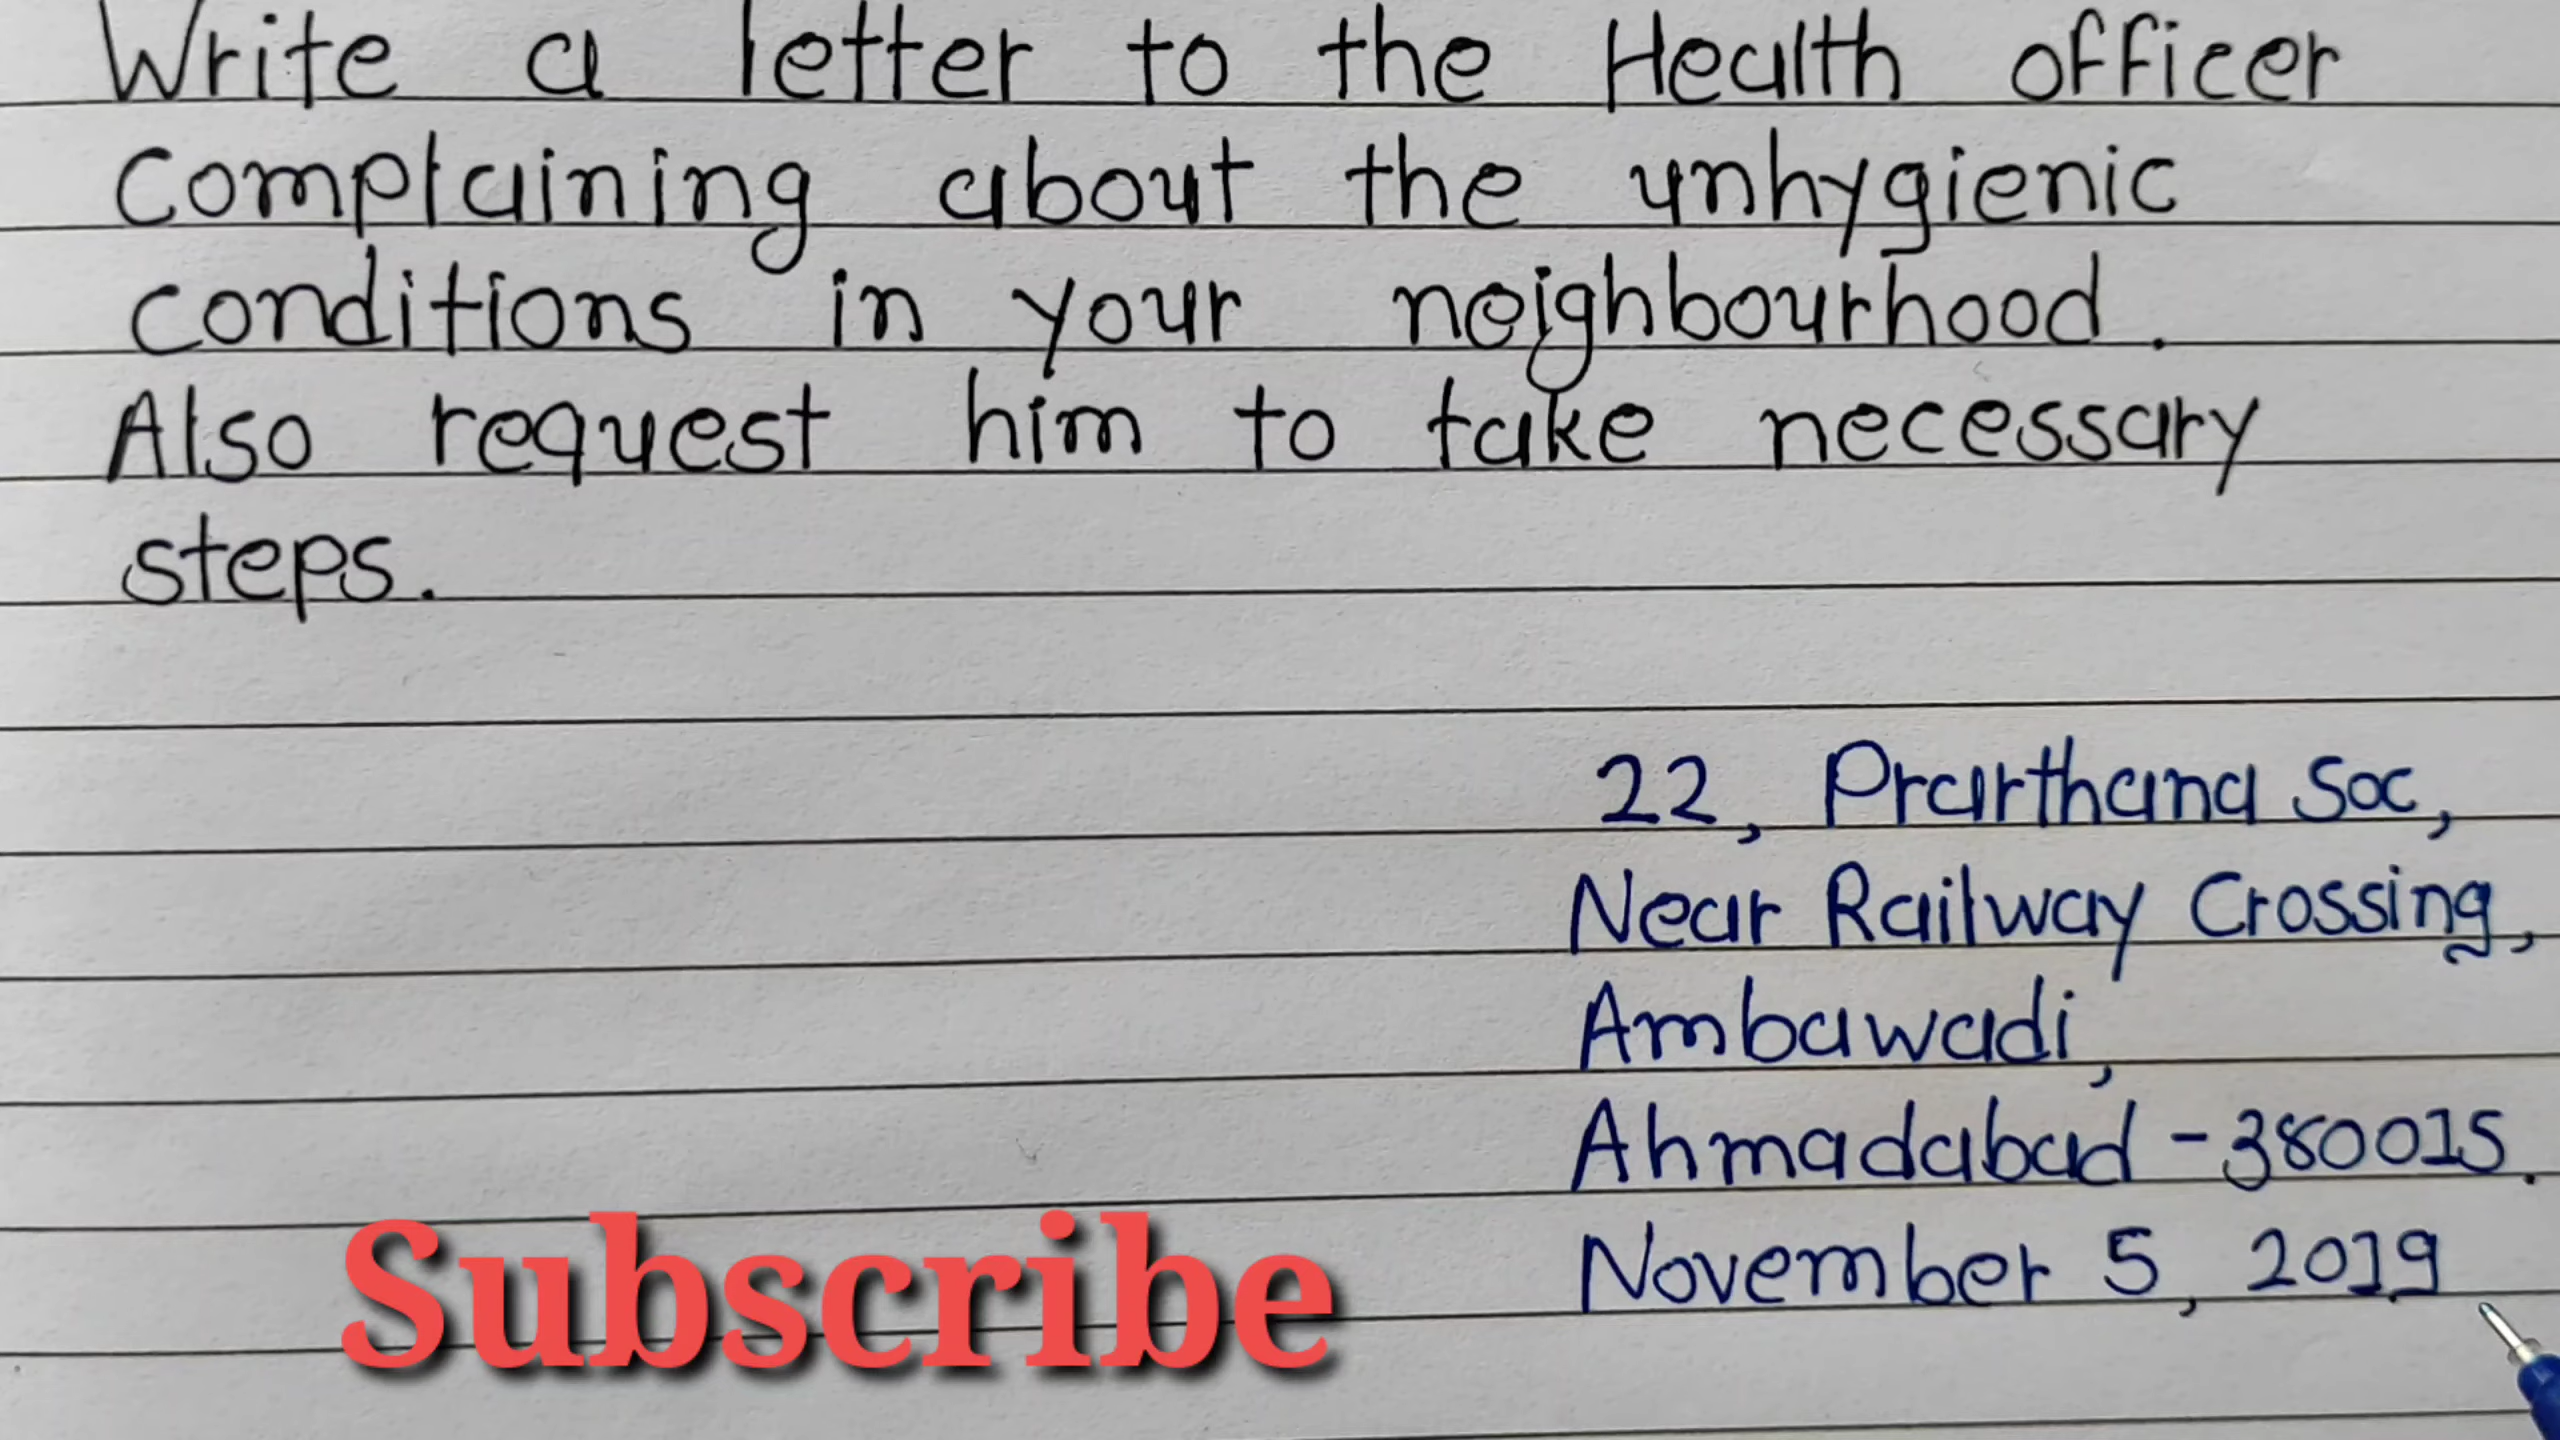 Write a letter to the Health officer
Complaining about the unhygienic
conditions in your neighbourhood.
Also request him to take necessary
steps.
22, Prarthana Soc,
Near Railway Crossing,
Ambawadi,
Ahmadabad - 380015.
November 5, 2019
Subscribe